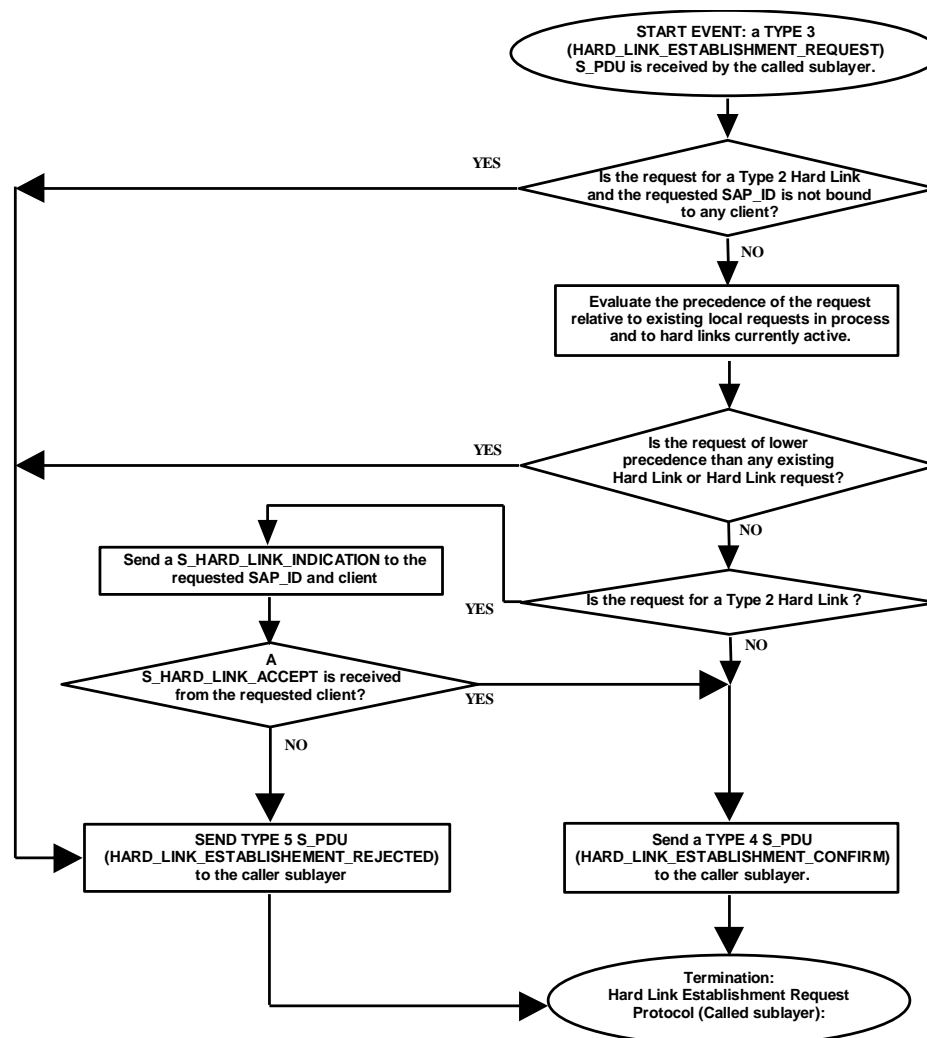 START EVENT: a TYPE 3
(HARD_LINK_ESTABLISHMENT_REQUEST)
S_PDU is received by the called sublayer.
YES
Is the request for a Type 2 Hard Link
and the requested SAP_ID is not bound
to any client?
NO
Evaluate the precedence of the request
relative to existing local requests in process
and to hard links currently active.
YES
Is the request of lower
precedence than any existing
Hard Link or Hard Link request?
NO
Send a S_HARD_LINK_INDICATION to the
requested SAP_ID and client
YES
Is the request for a Type 2 Hard Link ?
NO
A
S_HARD_LINK_ACCEPT is received
from the requested client?
YES
NO
SEND TYPE 5 S_PDU
(HARD_LINK_ESTABLISHEMENT_REJECTED)
to the caller sublayer
Send a TYPE 4 S_PDU
(HARD_LINK_ESTABLISHMENT_CONFIRM)
to the caller sublayer.
Termination:
Hard Link Establishment Request
Protocol (Called sublayer):